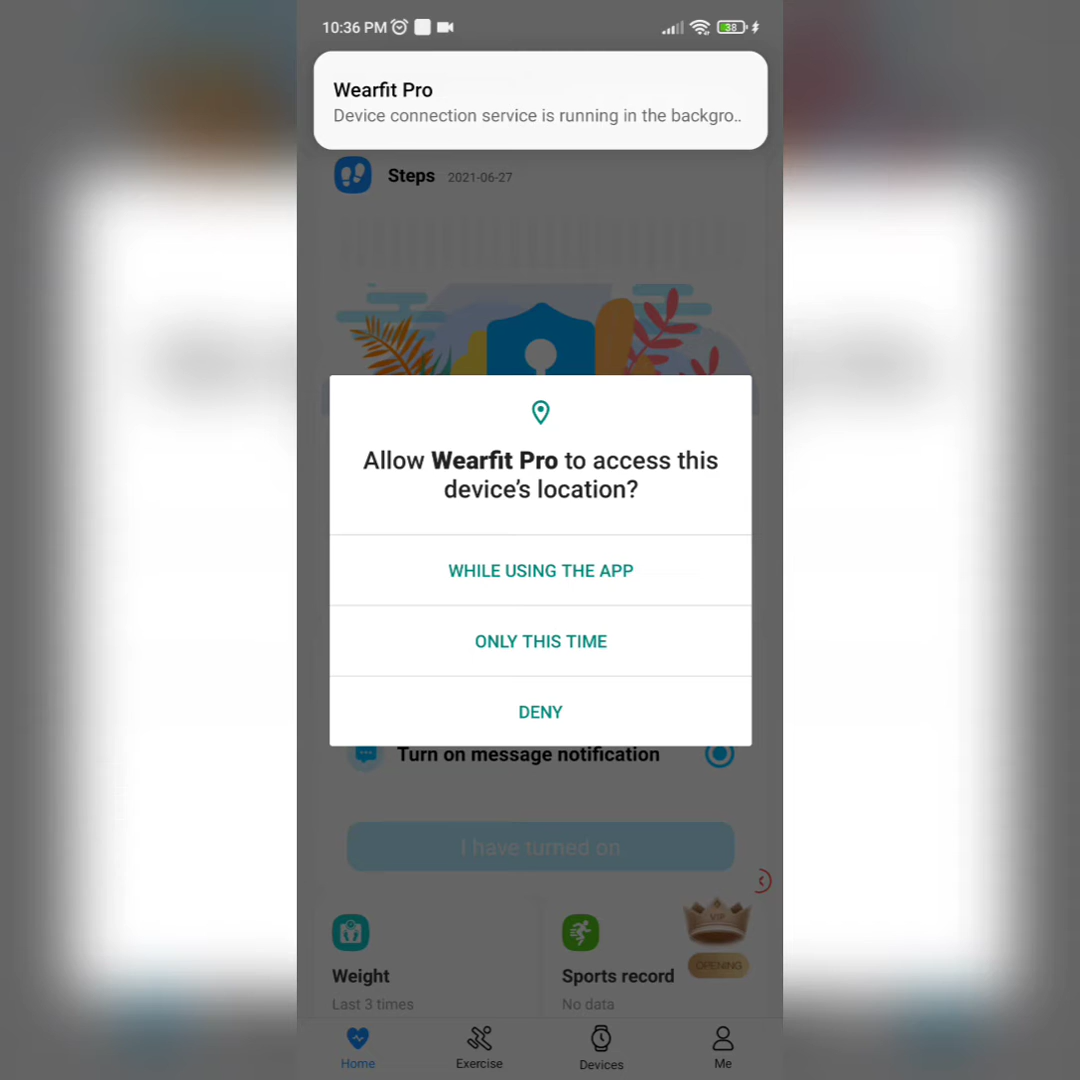 10:36 PM
38
Wearfit Pro
Device connection service is running in the backgro..
Steps 2021-06-27
Allow Wearfit Pro to access this
device's location?
WHILE USING THE APP
ONLY THIS TIME
DENY
Turn on message notification
I have turned on
VIP
OPENING
Weight
Last 3 times
Sports record
No data
Home
Exercise
Devices
Me